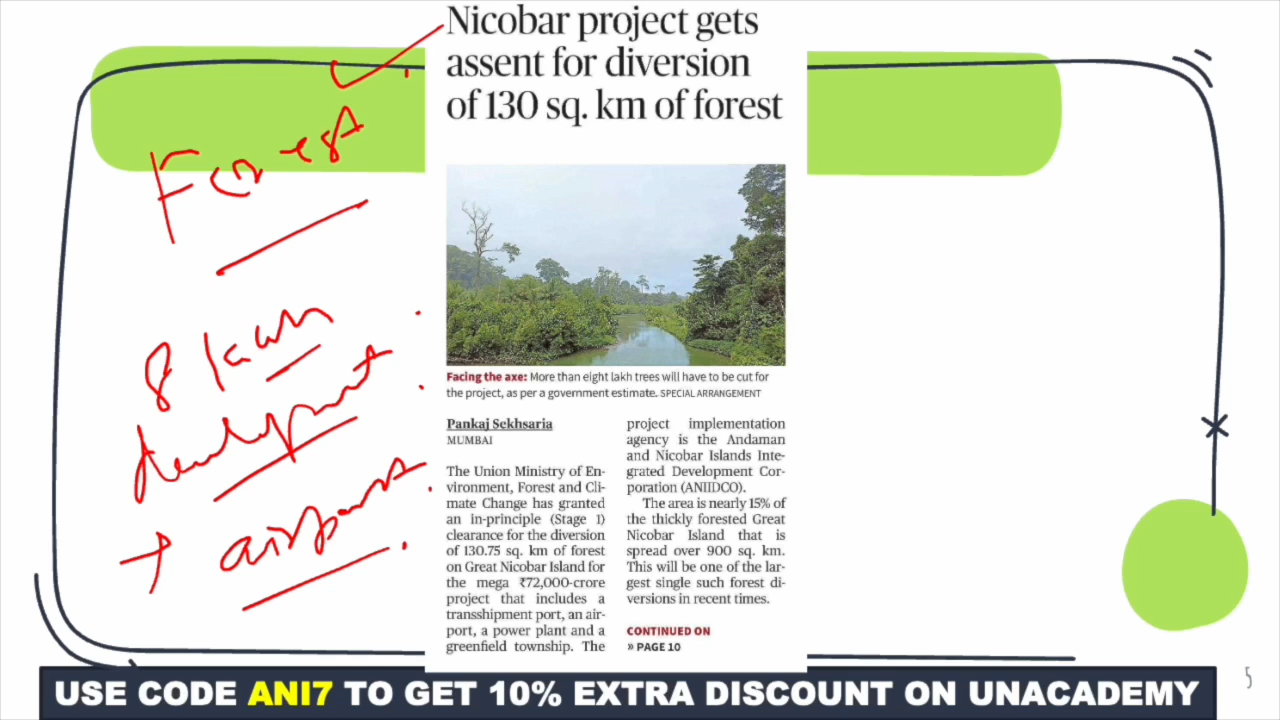 Nicobar project gets
assent for diversion
of 130 sq. km of forest
Forest
8 lakh
development
→ airport
Facing the axe: More than eight lakh trees will have to be cut for
the project, as per a government estimate. SPECIAL ARRANGEMENT
Pankaj Sekhsaria
MUMBAI
The Union Ministry of En-
vironment, Forest and Cli-
mate Change has granted
an in-principle (Stage 1)
clearance for the diversion
of 130.75 sq. km of forest
on Great Nicobar Island for
the mega ₹72,000-crore
project that includes a
transshipment port, an air-
port, a power plant and a
greenfield township. The
project implementation
agency is the Andaman
and Nicobar Islands Inte-
grated Development Cor-
poration (ANIIDCO).
The area is nearly 15% of
the thickly forested Great
Nicobar Island that is
spread over 900 sq. km.
This will be one of the lar-
gest single such forest di-
versions in recent times.
CONTINUED ON
» PAGE 10
USE CODE ANI7 TO GET 10% EXTRA DISCOUNT ON UNACADEMY
5